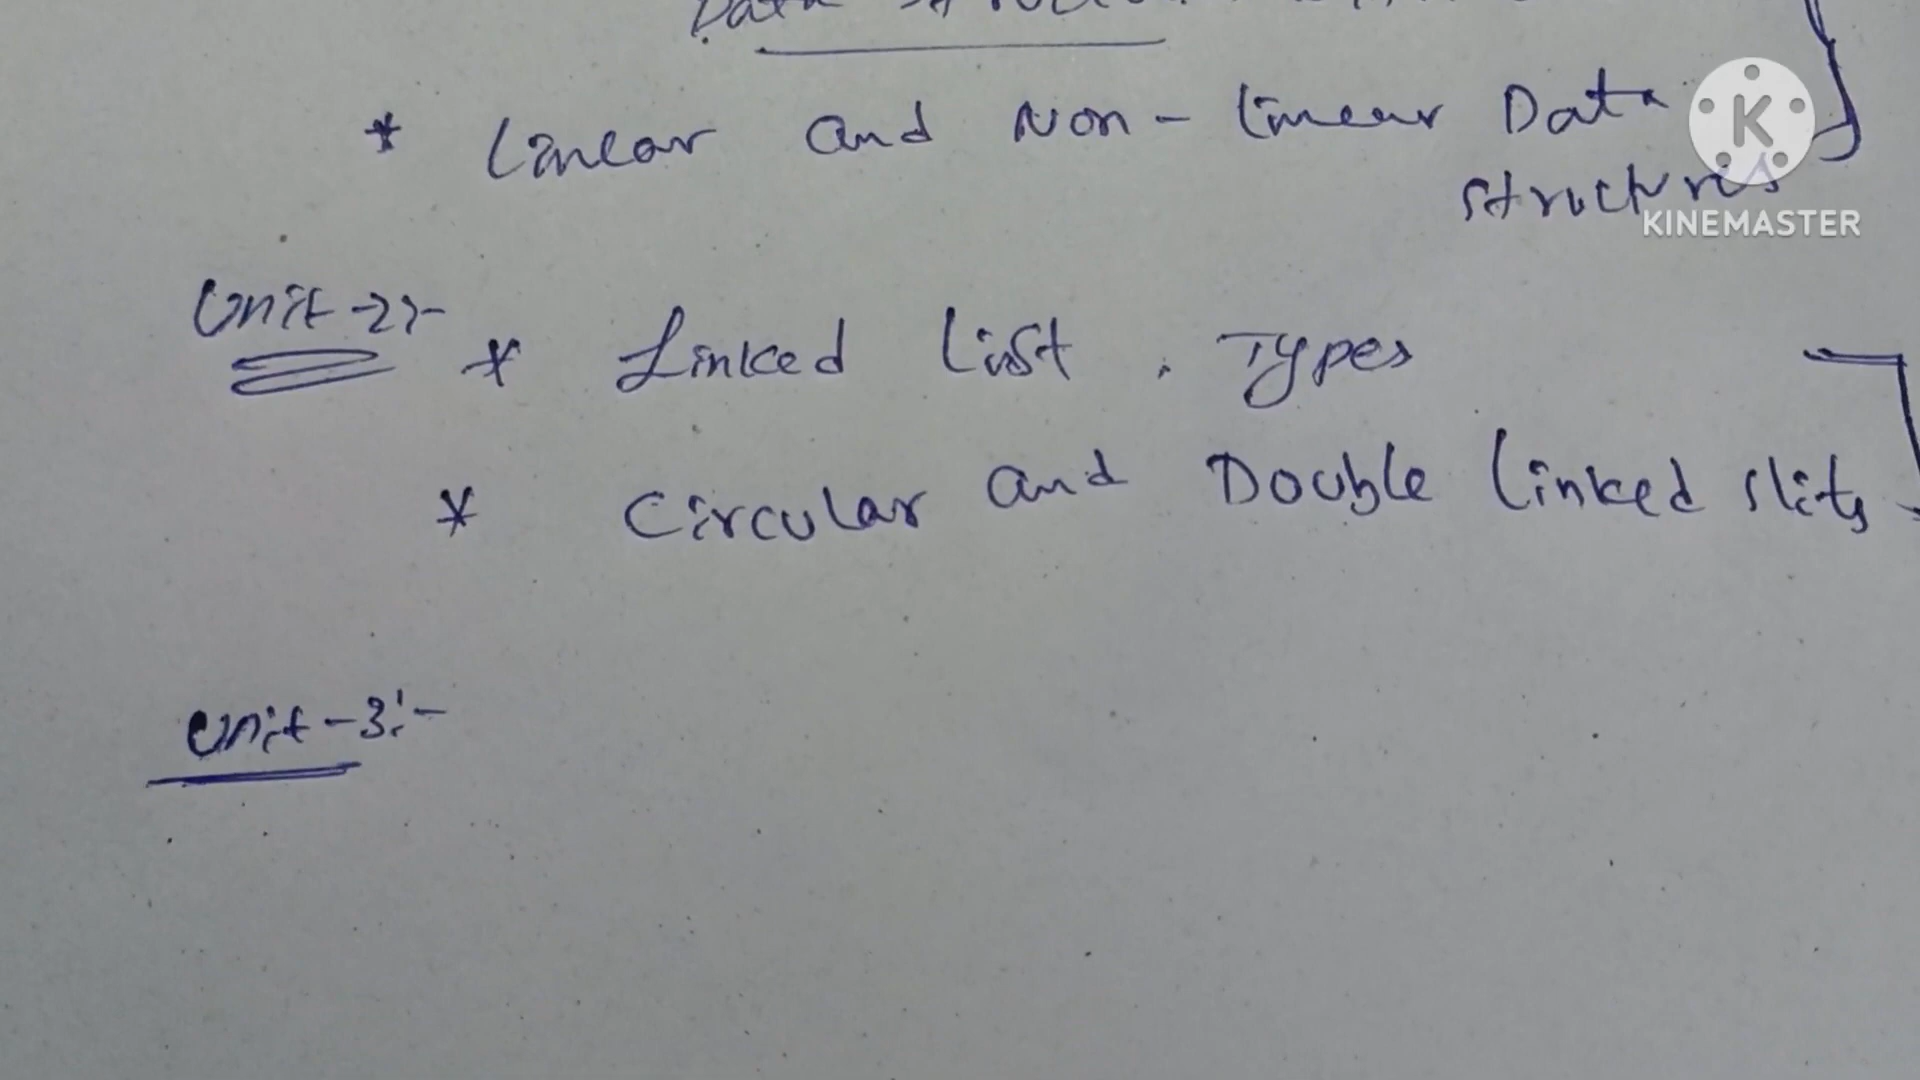 Data
* Linear and Non-linear Data
structures
KINEMASTER
Unit-2:-
* Linked List. Types
* Circular and Double linked slits
Unit-3:-